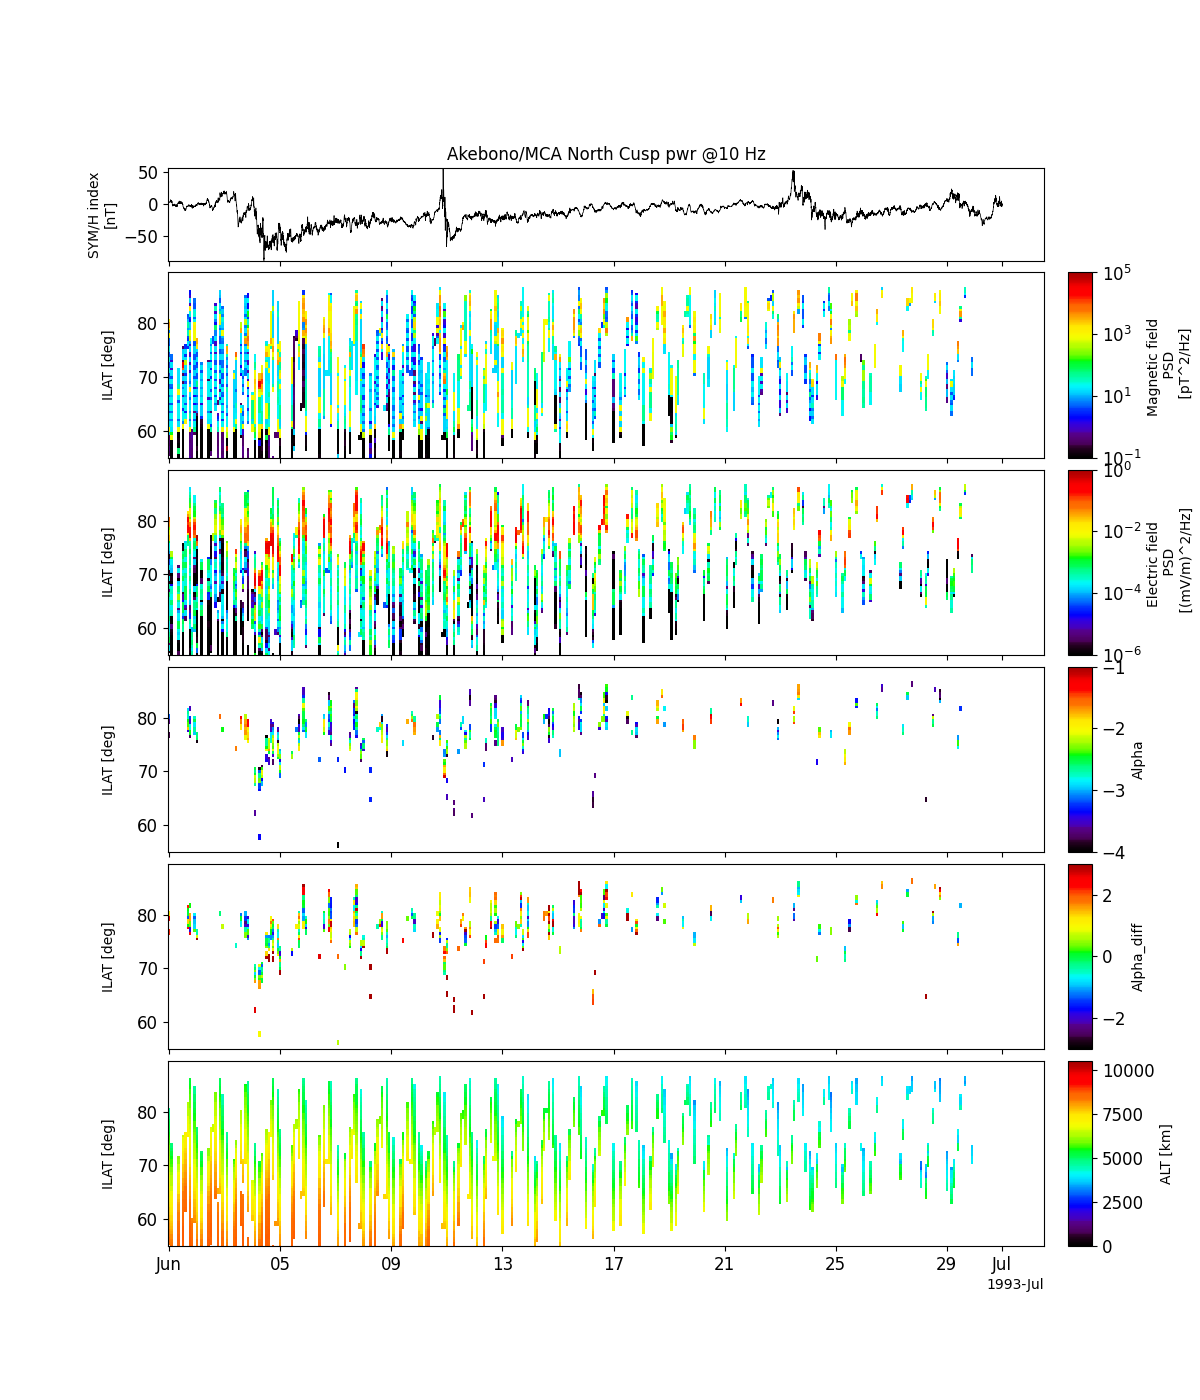 Akebono/MCA North Cusp pwr @10 Hz
SYM/H index
[nT]
50
0
−50
ILAT [deg]
80
70
60
10^5
10^3
10^1
10^−1
Magnetic field
PSD
[pT^2/Hz]
ILAT [deg]
80
70
60
10^0
10^−2
10^−4
10^−6
Electric field
PSD
[(mV/m)^2/Hz]
ILAT [deg]
80
70
60
−1
−2
−3
−4
Alpha
ILAT [deg]
80
70
60
2
0
−2
Alpha_diff
ILAT [deg]
80
70
60
10000
7500
5000
2500
0
ALT [km]
Jun 05 09 13 17 21 25 29 Jul
1993-Jul